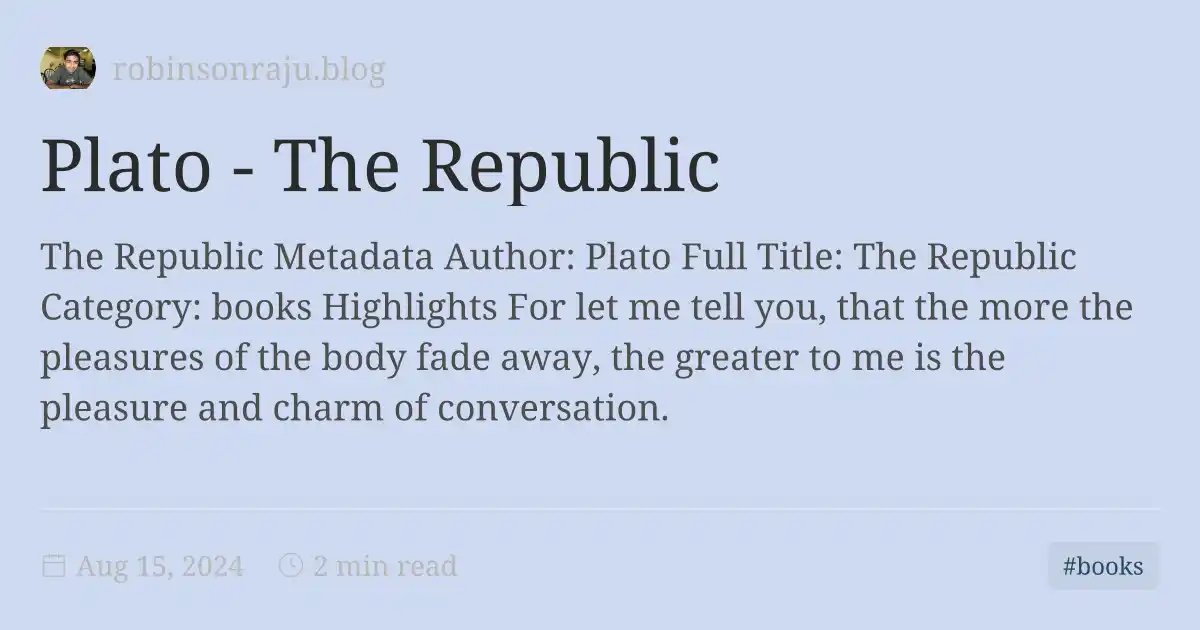 robinsonraju.blog
Plato - The Republic
The Republic Metadata Author: Plato Full Title: The Republic
Category: books Highlights For let me tell you, that the more the
pleasures of the body fade away, the greater to me is the
pleasure and charm of conversation.
Aug 15, 2024 2 min read
#books